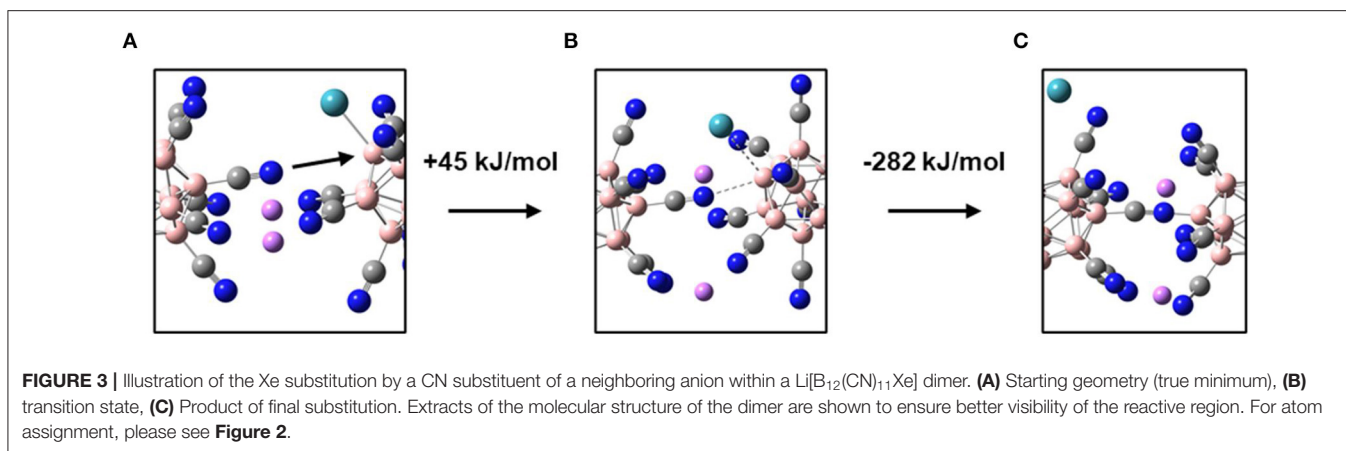 A
B
C
+45 kJ/mol
-282 kJ/mol
FIGURE 3 | Illustration of the Xe substitution by a CN substituent of a neighboring anion within a Li[B12(CN)11Xe] dimer. (A) Starting geometry (true minimum), (B)
transition state, (C) Product of final substitution. Extracts of the molecular structure of the dimer are shown to ensure better visibility of the reactive region. For atom
assignment, please see Figure 2.